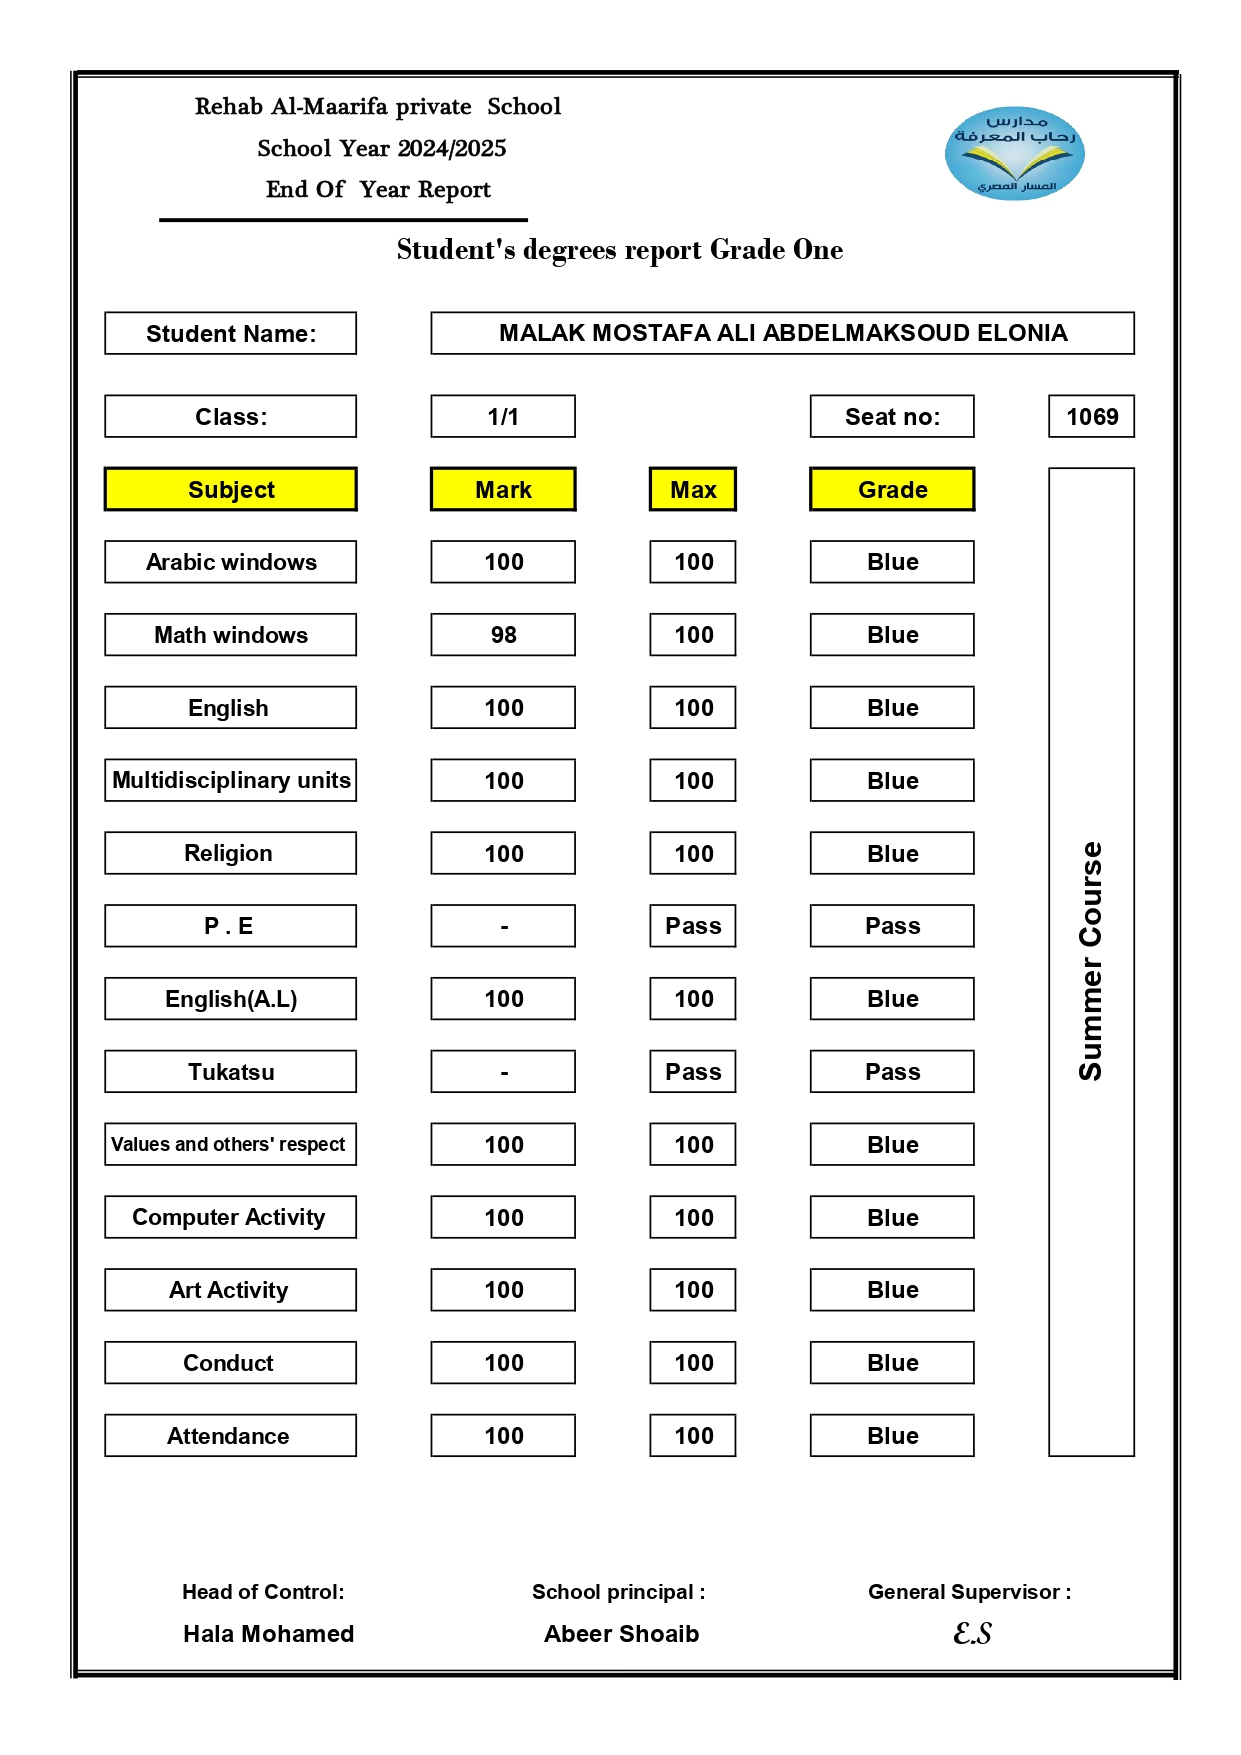 Rehab Al-Maarifa private School
School Year 2024/2025
End Of Year Report
مدارس
رحاب المعرفة
المسار المصري
Student's degrees report Grade One
Student Name: MALAK MOSTAFA ALI ABDELMAKSOUD ELONIA
Class: 1/1 Seat no: 1069
Subject Mark Max Grade
Arabic windows 100 100 Blue
Math windows 98 100 Blue
English 100 100 Blue
Multidisciplinary units 100 100 Blue
Religion 100 100 Blue
P . E - Pass Pass
English(A.L) 100 100 Blue
Tukatsu - Pass Pass
Values and others' respect 100 100 Blue
Computer Activity 100 100 Blue
Art Activity 100 100 Blue
Conduct 100 100 Blue
Attendance 100 100 Blue
Summer Course
Head of Control: School principal : General Supervisor :
Hala Mohamed Abeer Shoaib E.S